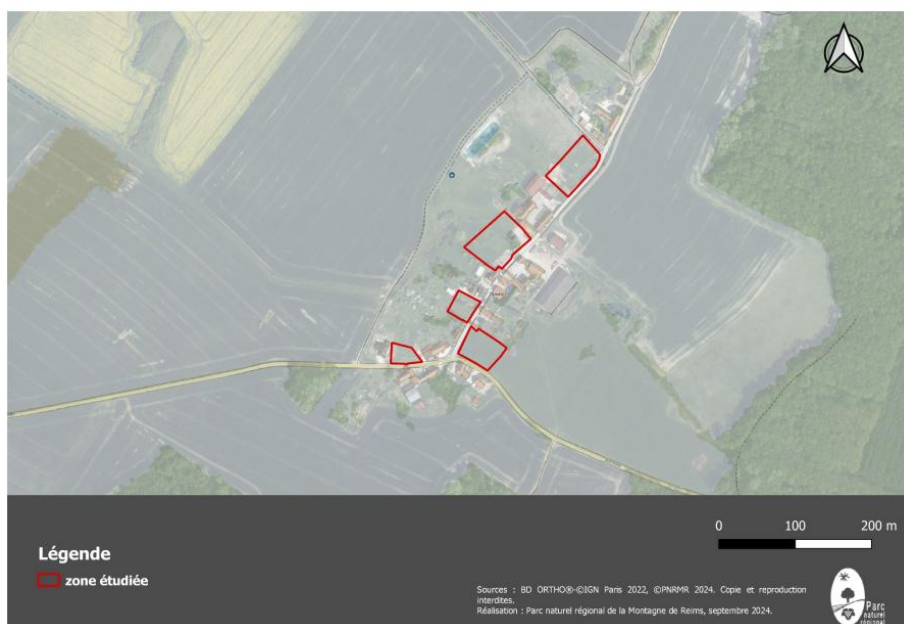 0 100 200 m
Légende
zone étudiée
Sources : BD ORTHO®-©IGN Paris 2022, ©PNRMR 2024. Copie et reproduction
interdites.
Réalisation : Parc naturel régional de la Montagne de Reims, septembre 2024.
Parc
naturel
régional